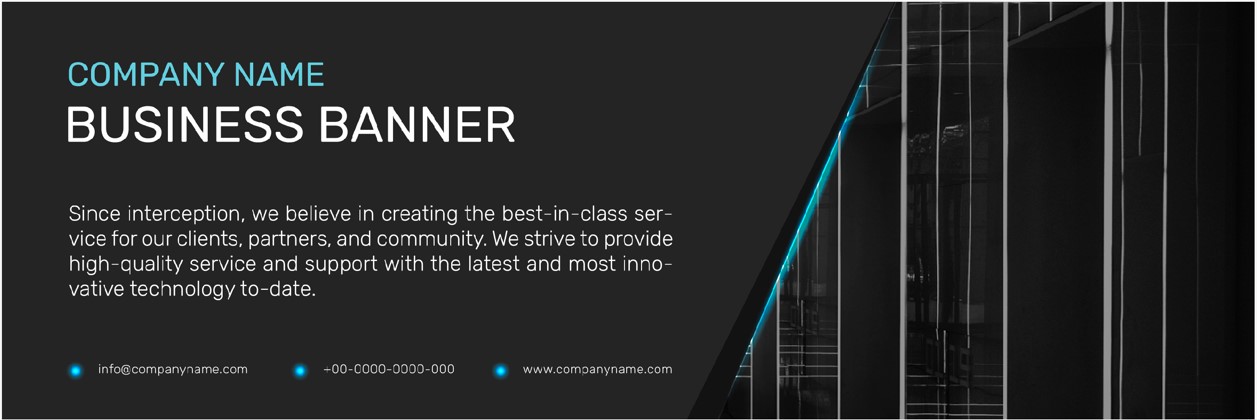 COMPANY NAME
BUSINESS BANNER
Since interception, we believe in creating the best-in-class ser-
vice for our clients, partners, and community. We strive to provide
high-quality service and support with the latest and most inno-
vative technology to-date.
info@companyname.com +00-0000-0000-000 www.companyname.com